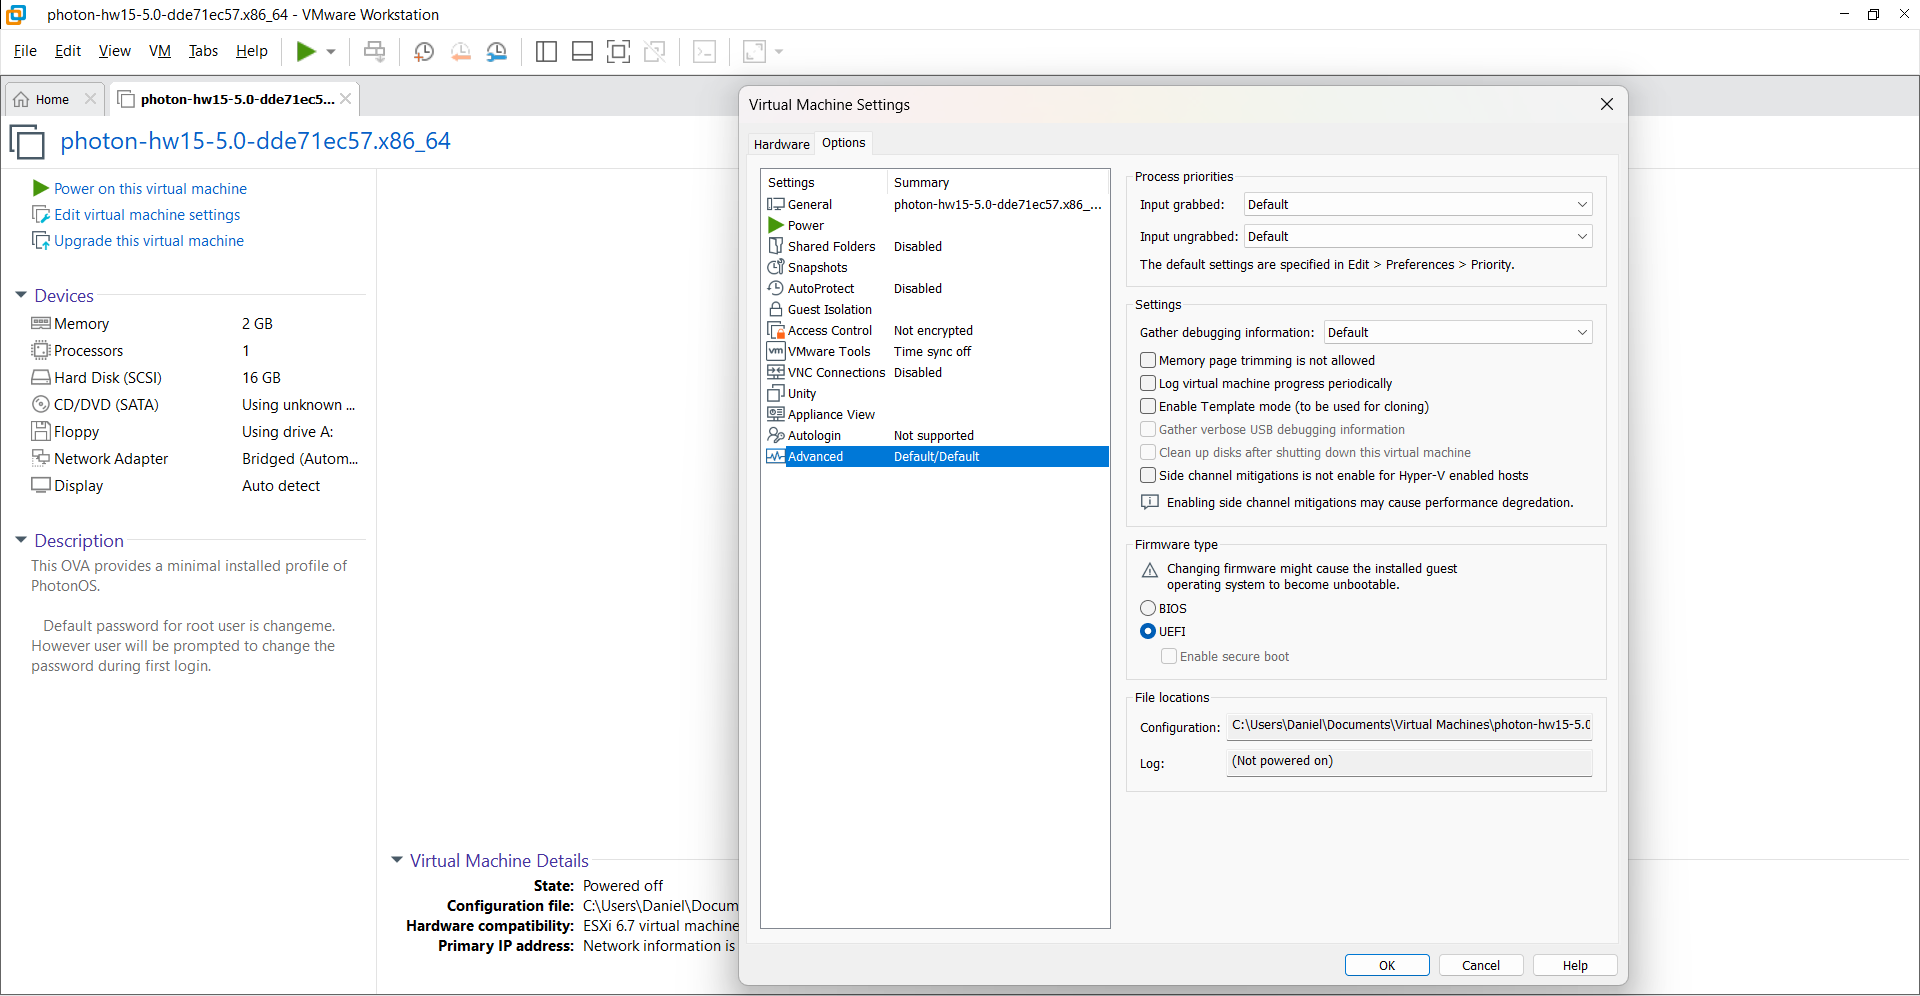 photon-hw15-5.0-dde71ec57.x86_64 - VMware Workstation
File Edit View VM Tabs Help
Home
photon-hw15-5.0-dde71ec5...
photon-hw15-5.0-dde71ec57.x86_64
Power on this virtual machine
Edit virtual machine settings
Upgrade this virtual machine
Devices
Memory 2 GB
Processors 1
Hard Disk (SCSI) 16 GB
CD/DVD (SATA) Using unknown ...
Floppy Using drive A:
Network Adapter Bridged (Autom...
Display Auto detect
Description
This OVA provides a minimal installed profile of
PhotonOS.
Default password for root user is changeme.
However user will be prompted to change the
password during first login.
Virtual Machine Details
State: Powered off
Configuration file: C:\Users\Daniel\Docum
Hardware compatibility: ESXi 6.7 virtual machine
Primary IP address: Network information is
Virtual Machine Settings
Hardware Options
Settings Summary
General photon-hw15-5.0-dde71ec57.x86_...
Power
Shared Folders Disabled
Snapshots
AutoProtect Disabled
Guest Isolation
Access Control Not encrypted
vm VMware Tools Time sync off
VNC Connections Disabled
Unity
Appliance View
Autologin Not supported
Advanced Default/Default
Process priorities
Input grabbed: Default
Input ungrabbed: Default
The default settings are specified in Edit > Preferences > Priority.
Settings
Gather debugging information: Default
Memory page trimming is not allowed
Log virtual machine progress periodically
Enable Template mode (to be used for cloning)
Gather verbose USB debugging information
Clean up disks after shutting down this virtual machine
Side channel mitigations is not enable for Hyper-V enabled hosts
Enabling side channel mitigations may cause performance degredation.
Firmware type
Changing firmware might cause the installed guest
operating system to become unbootable.
BIOS
UEFI
Enable secure boot
File locations
Configuration: C:\Users\Daniel\Documents\Virtual Machines\photon-hw15-5.0
Log: (Not powered on)
OK Cancel Help